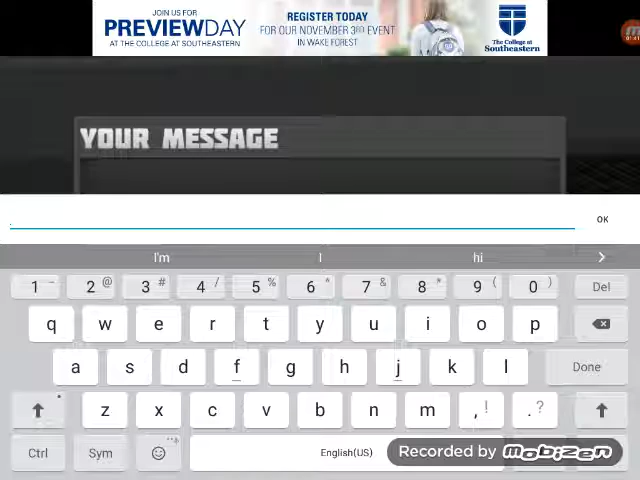 JOIN US FOR
PREVIEWDAY
AT THE COLLEGE AT SOUTHEASTERN
REGISTER TODAY
FOR OUR NOVEMBER 3RD EVENT
IN WAKE FOREST
The College at
Southeastern
YOUR MESSAGE
OK
I'm I hi
1 - 2 @ 3 # 4 / 5 % 6 ^ 7 & 8 * 9 ( 0 ) Del
q w e r t y u i o p
a s d f g h j k l Done
z x c v b n m , ! . ?
Ctrl Sym English(US)
Recorded by Mobizen